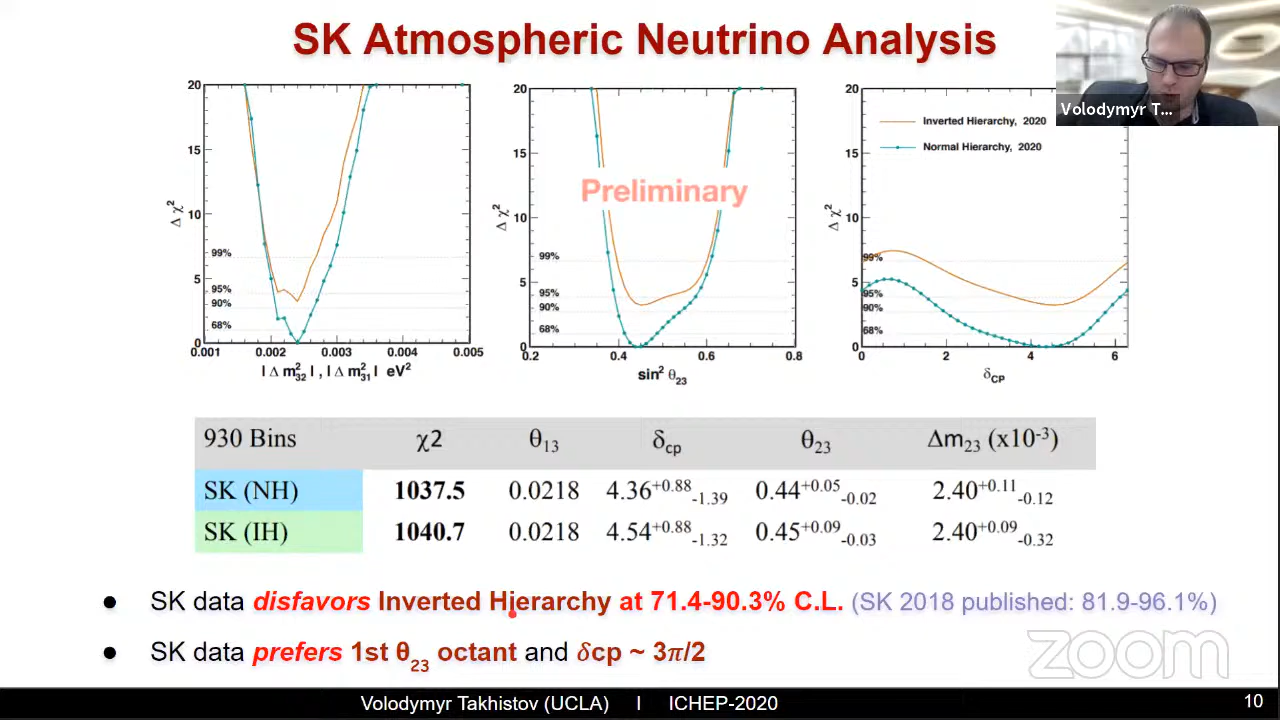 SK Atmospheric Neutrino Analysis
Volodymyr T...
20
15
10
5
0
Δ χ²
99%
95%
90%
68%
0.001
0.002
0.003
0.004
0.005
| Δ m²₃₂ | , | Δ m²₃₁ | eV²
20
15
10
5
0
Δ χ²
99%
95%
90%
68%
Preliminary
0.2
0.4
0.6
0.8
sin² θ₂₃
20
15
10
5
0
Δ χ²
Inverted Hierarchy, 2020
Normal Hierarchy, 2020
99%
95%
90%
68%
0
2
4
6
δCP
930 Bins χ2 θ₁₃ δcp θ₂₃ Δm₂₃ (x10⁻³)
SK (NH) 1037.5 0.0218 4.36+0.88-1.39 0.44+0.05-0.02 2.40+0.11-0.12
SK (IH) 1040.7 0.0218 4.54+0.88-1.32 0.45+0.09-0.03 2.40+0.09-0.32
● SK data disfavors Inverted Hierarchy at 71.4-90.3% C.L. (SK 2018 published: 81.9-96.1%)
● SK data prefers 1st θ₂₃ octant and δcp ~ 3π/2
zoom
Volodymyr Takhistov (UCLA) I ICHEP-2020 10